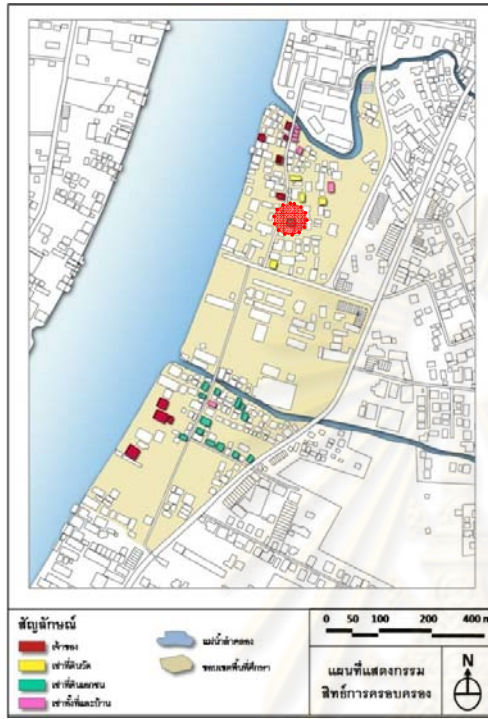 สัญลักษณ์
เจ้าของ
เช่าที่ดินวัด
เช่าที่ดินเอกชน
เช่าทั้งที่และบ้าน
แม่น้ำลำคลอง
ขอบเขตพื้นที่ศึกษา
0 50 100 200 400 m
แผนที่แสดงกรรม
สิทธิ์การครอบครอง
N